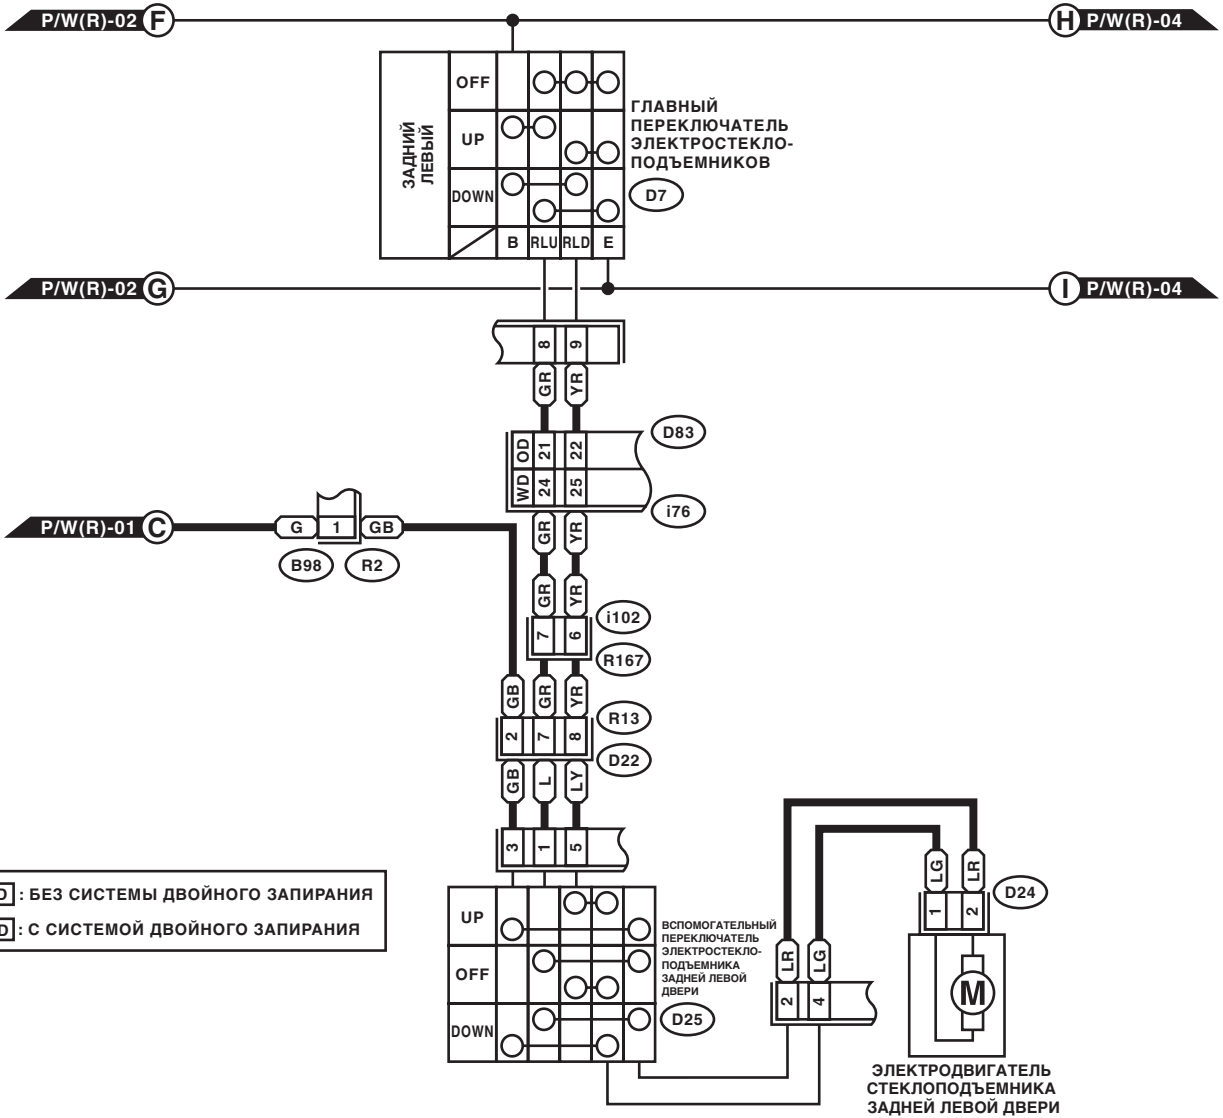 P/W(R)-02 F
H P/W(R)-04
ЗАДНИЙ
ЛЕВЫЙ
OFF
UP
DOWN
B RLU RLD E
ГЛАВНЫЙ
ПЕРЕКЛЮЧАТЕЛЬ
ЭЛЕКТРОСТЕКЛО-
ПОДЪЕМНИКОВ
D7
P/W(R)-02 G
I P/W(R)-04
8 9
GR YR
OD 21 22
D83
WD 24 25
i76
GR YR
P/W(R)-01 C
G 1 GB
B98 R2
GR YR
7 6
i102
R167
GB GR YR
2 7 8
R13
D22
GB L LY
3 1 5
D : БЕЗ СИСТЕМЫ ДВОЙНОГО ЗАПИРАНИЯ
D : С СИСТЕМОЙ ДВОЙНОГО ЗАПИРАНИЯ
UP
OFF
DOWN
ВСПОМОГАТЕЛЬНЫЙ
ПЕРЕКЛЮЧАТЕЛЬ
ЭЛЕКТРОСТЕКЛО-
ПОДЪЕМНИКА
ЗАДНЕЙ ЛЕВОЙ
ДВЕРИ
D25
LR LG
2 4
LG LR
1 2
D24
M
ЭЛЕКТРОДВИГАТЕЛЬ
СТЕКЛОПОДЪЕМНИКА
ЗАДНЕЙ ЛЕВОЙ ДВЕРИ